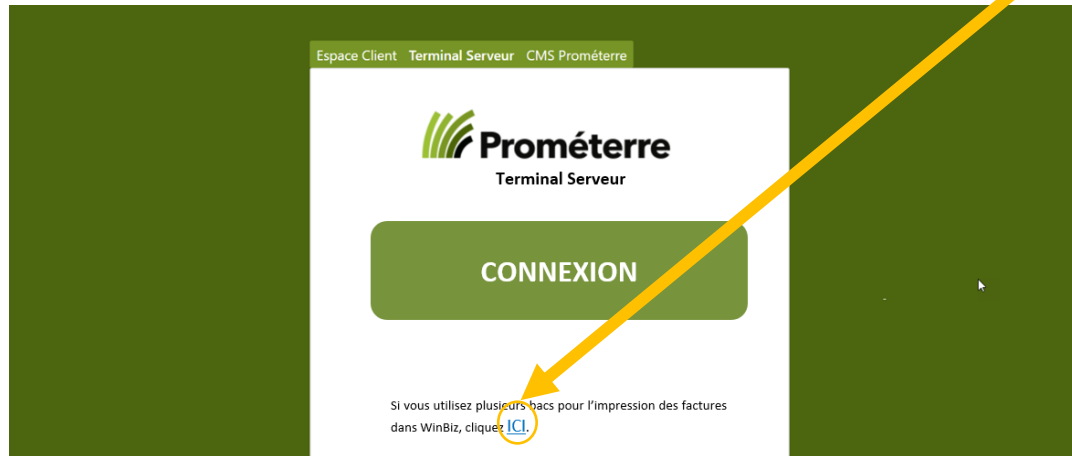 Espace Client Terminal Serveur CMS Prométerre
Prométerre
Terminal Serveur
CONNEXION
Si vous utilisez plusieurs bacs pour l'impression des factures
dans WinBiz, cliquez ICI.